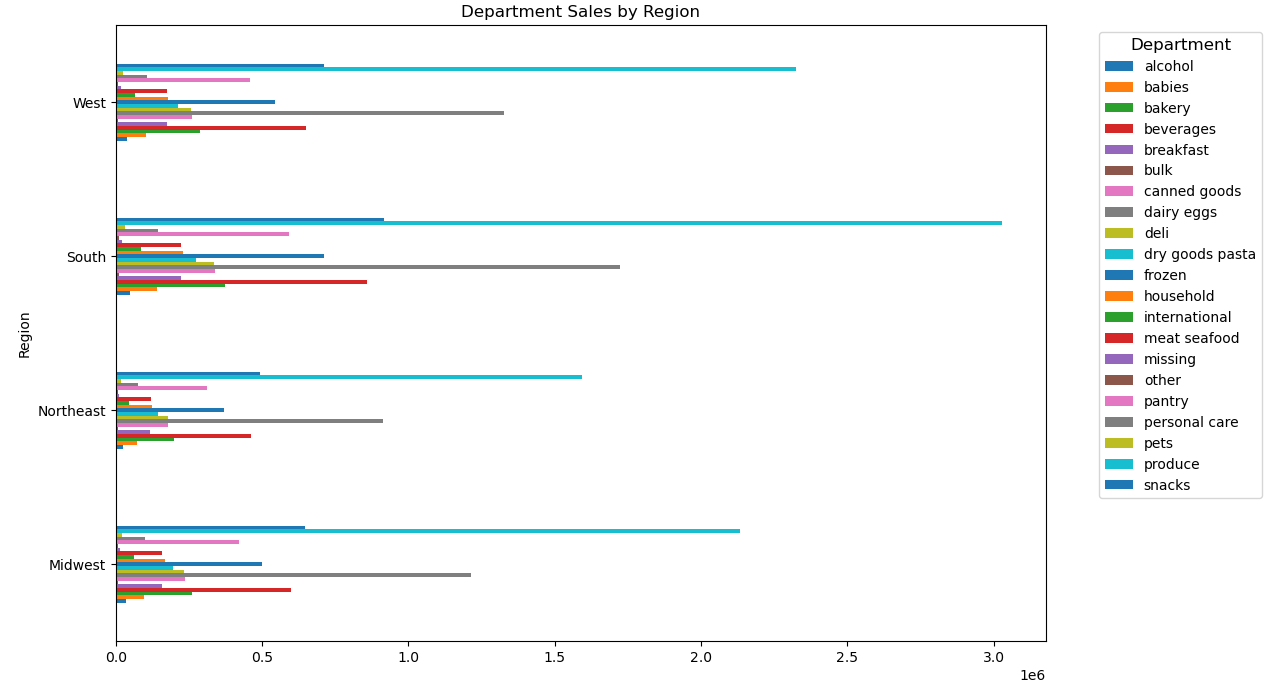 Department Sales by Region
Region
West
South
Northeast
Midwest
0.0 0.5 1.0 1.5 2.0 2.5 3.0
1e6
Department
alcohol
babies
bakery
beverages
breakfast
bulk
canned goods
dairy eggs
deli
dry goods pasta
frozen
household
international
meat seafood
missing
other
pantry
personal care
pets
produce
snacks